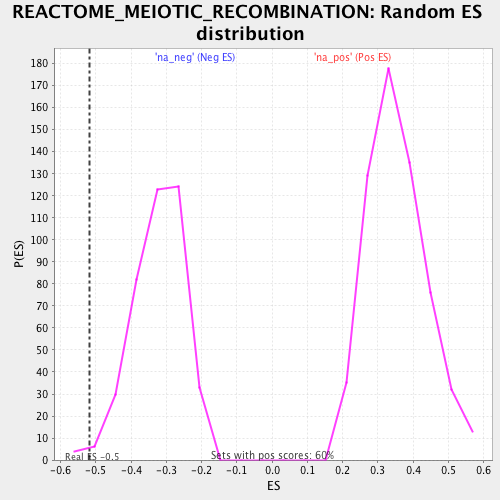 REACTOME_MEIOTIC_RECOMBINATION: Random ES
distribution
'na_neg' (Neg ES)
'na_pos' (Pos ES)
180
170
160
150
140
130
120
110
100
90
80
70
60
50
40
30
20
10
0
P(ES)
Real ES -0.5
Sets with pos scores: 60%
-0.6 -0.5 -0.4 -0.3 -0.2 -0.1 0.0 0.1 0.2 0.3 0.4 0.5 0.6
ES